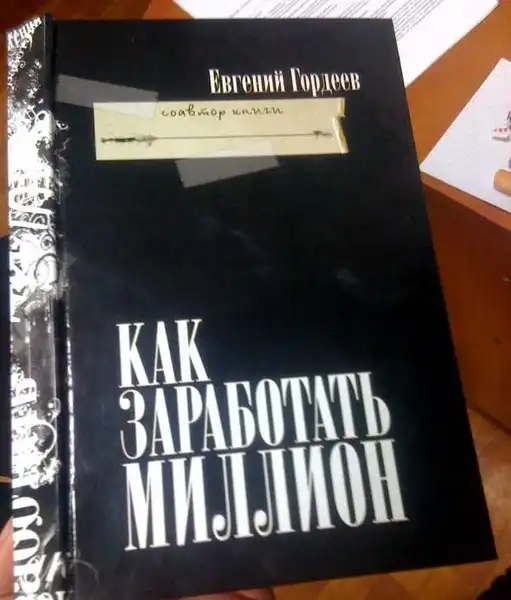 Евгений Гордеев
соавтор книги
КАК
ЗАРАБОТАТЬ
МИЛЛИОН